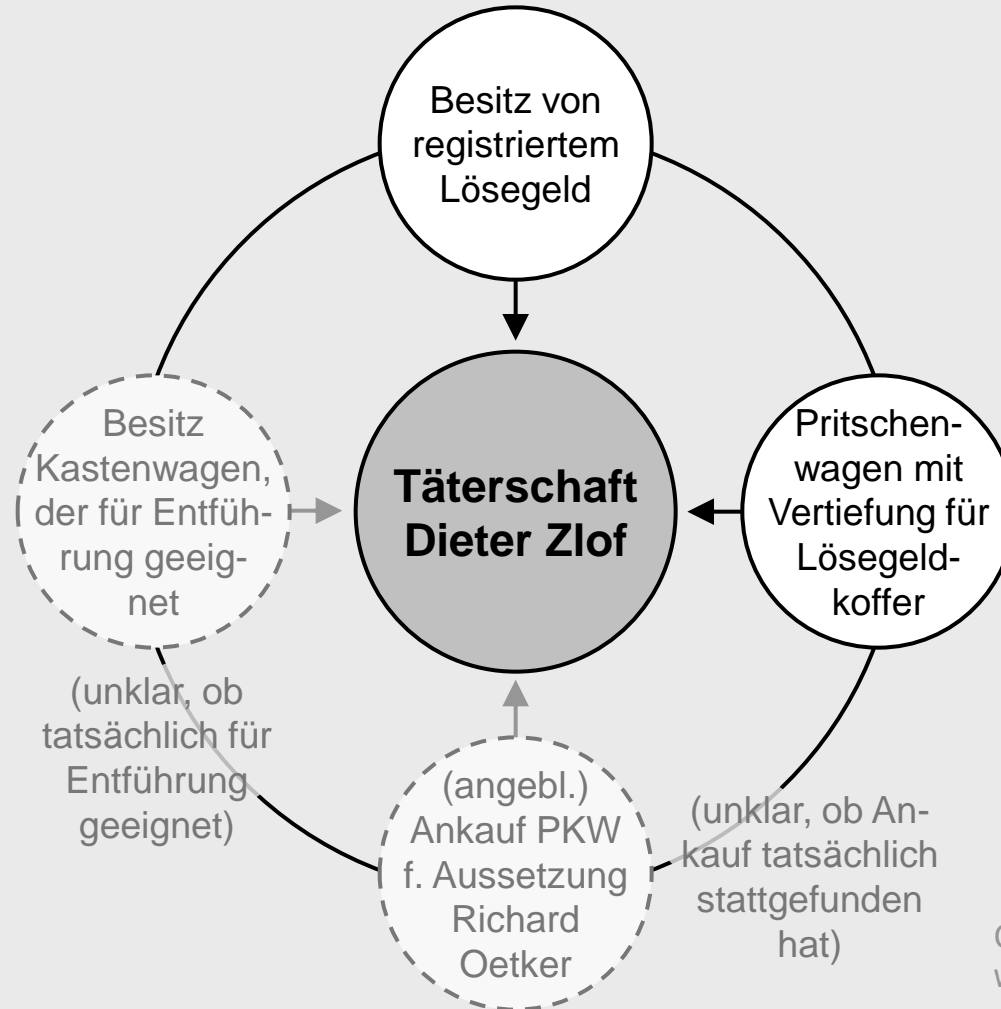 Besitz von
registriertem
Lösegeld
Besitz
Kastenwagen,
der für Entfüh-
rung geeig-
net
Täterschaft
Dieter Zlof
Pritschen-
wagen mit
Vertiefung für
Lösegeld-
koffer
(unklar, ob
tatsächlich für
Entführung
geeignet)
(angebl.)
Ankauf PKW
f. Aussetzung
Richard
Oetker
(unklar, ob An-
kauf tatsächlich
stattgefunden
hat)